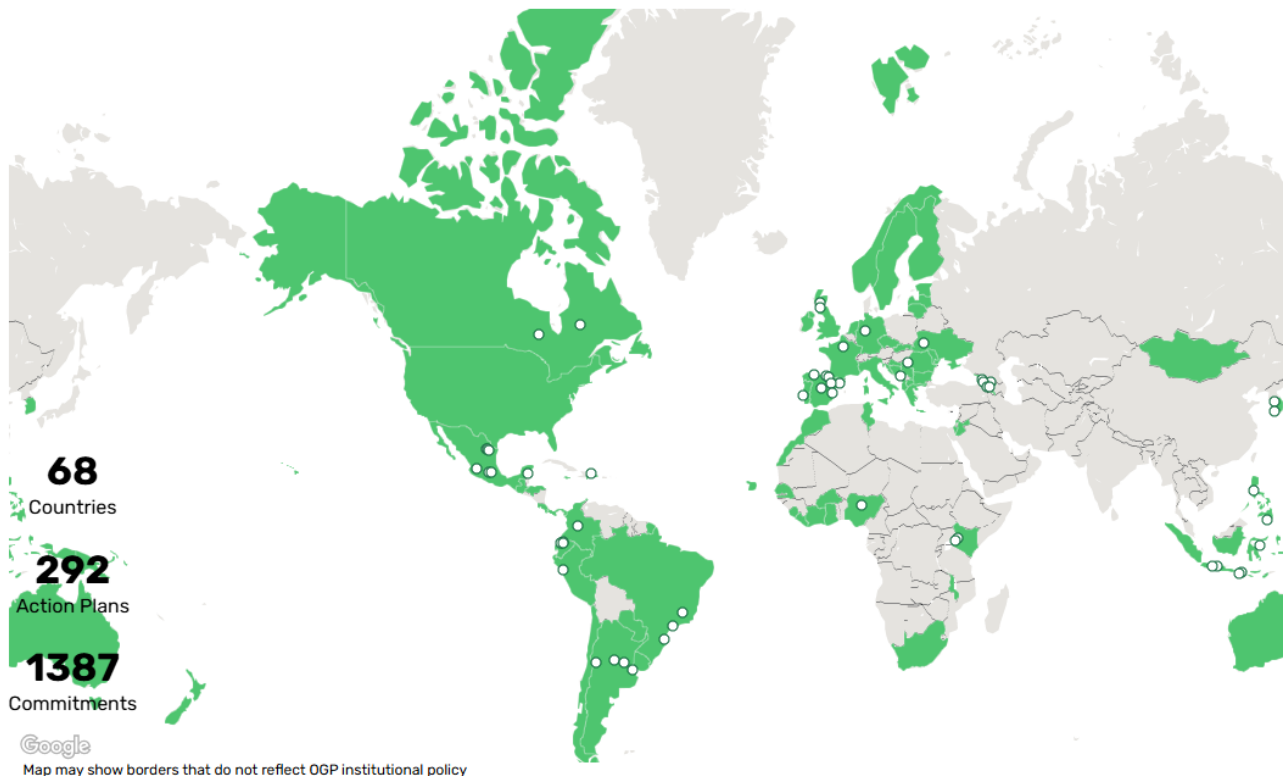 68
Countries
292
Action Plans
1387
Commitments
Google
Map may show borders that do not reflect OGP institutional policy